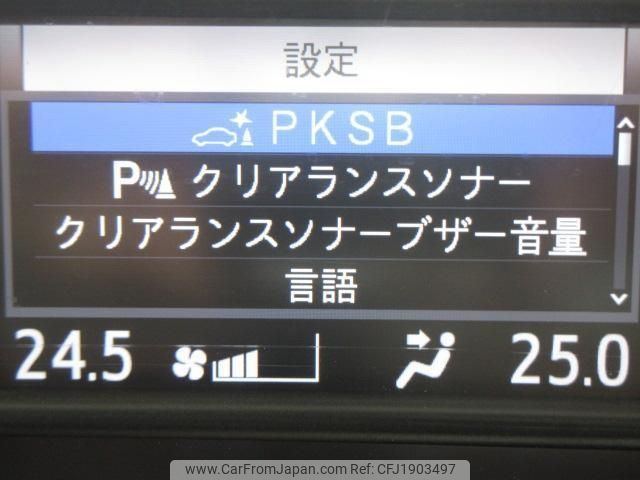 設定
PKSB
P クリアランスソナー
クリアランスソナーブザー音量
言語
24.5 25.0
www.CarFromJapan.com Ref:CFJ1903497